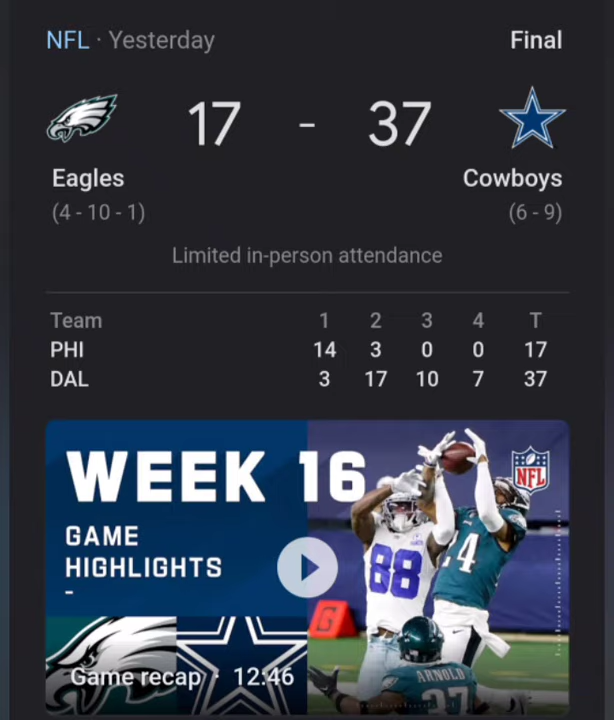 NFL · Yesterday Final
17 - 37
Eagles Cowboys
(4 - 10 - 1) (6 - 9)
Limited in-person attendance
Team 1 2 3 4 T
PHI 14 3 0 0 17
DAL 3 17 10 7 37
WEEK 16
NFL
GAME
HIGHLIGHTS
-
88
24
G
Game recap · 12:46
ARNOLD